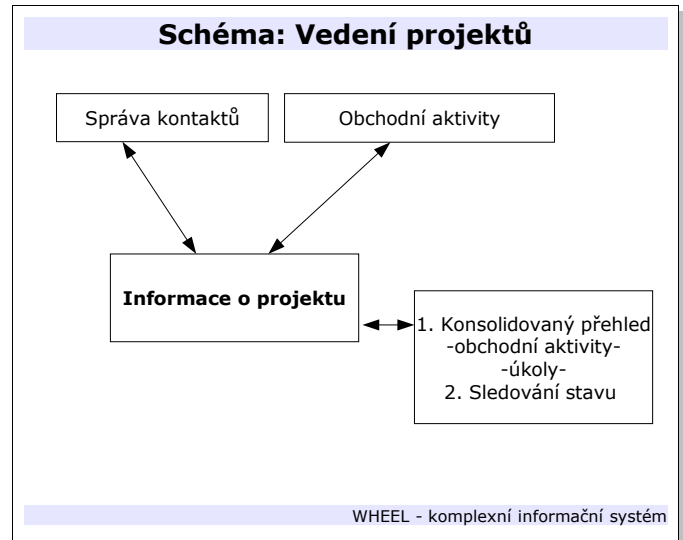 Schéma: Vedení projektů
Správa kontaktů
Obchodní aktivity
Informace o projektu
1. Konsolidovaný přehled
-obchodní aktivity-
-úkoly-
2. Sledování stavu
WHEEL - komplexní informační systém